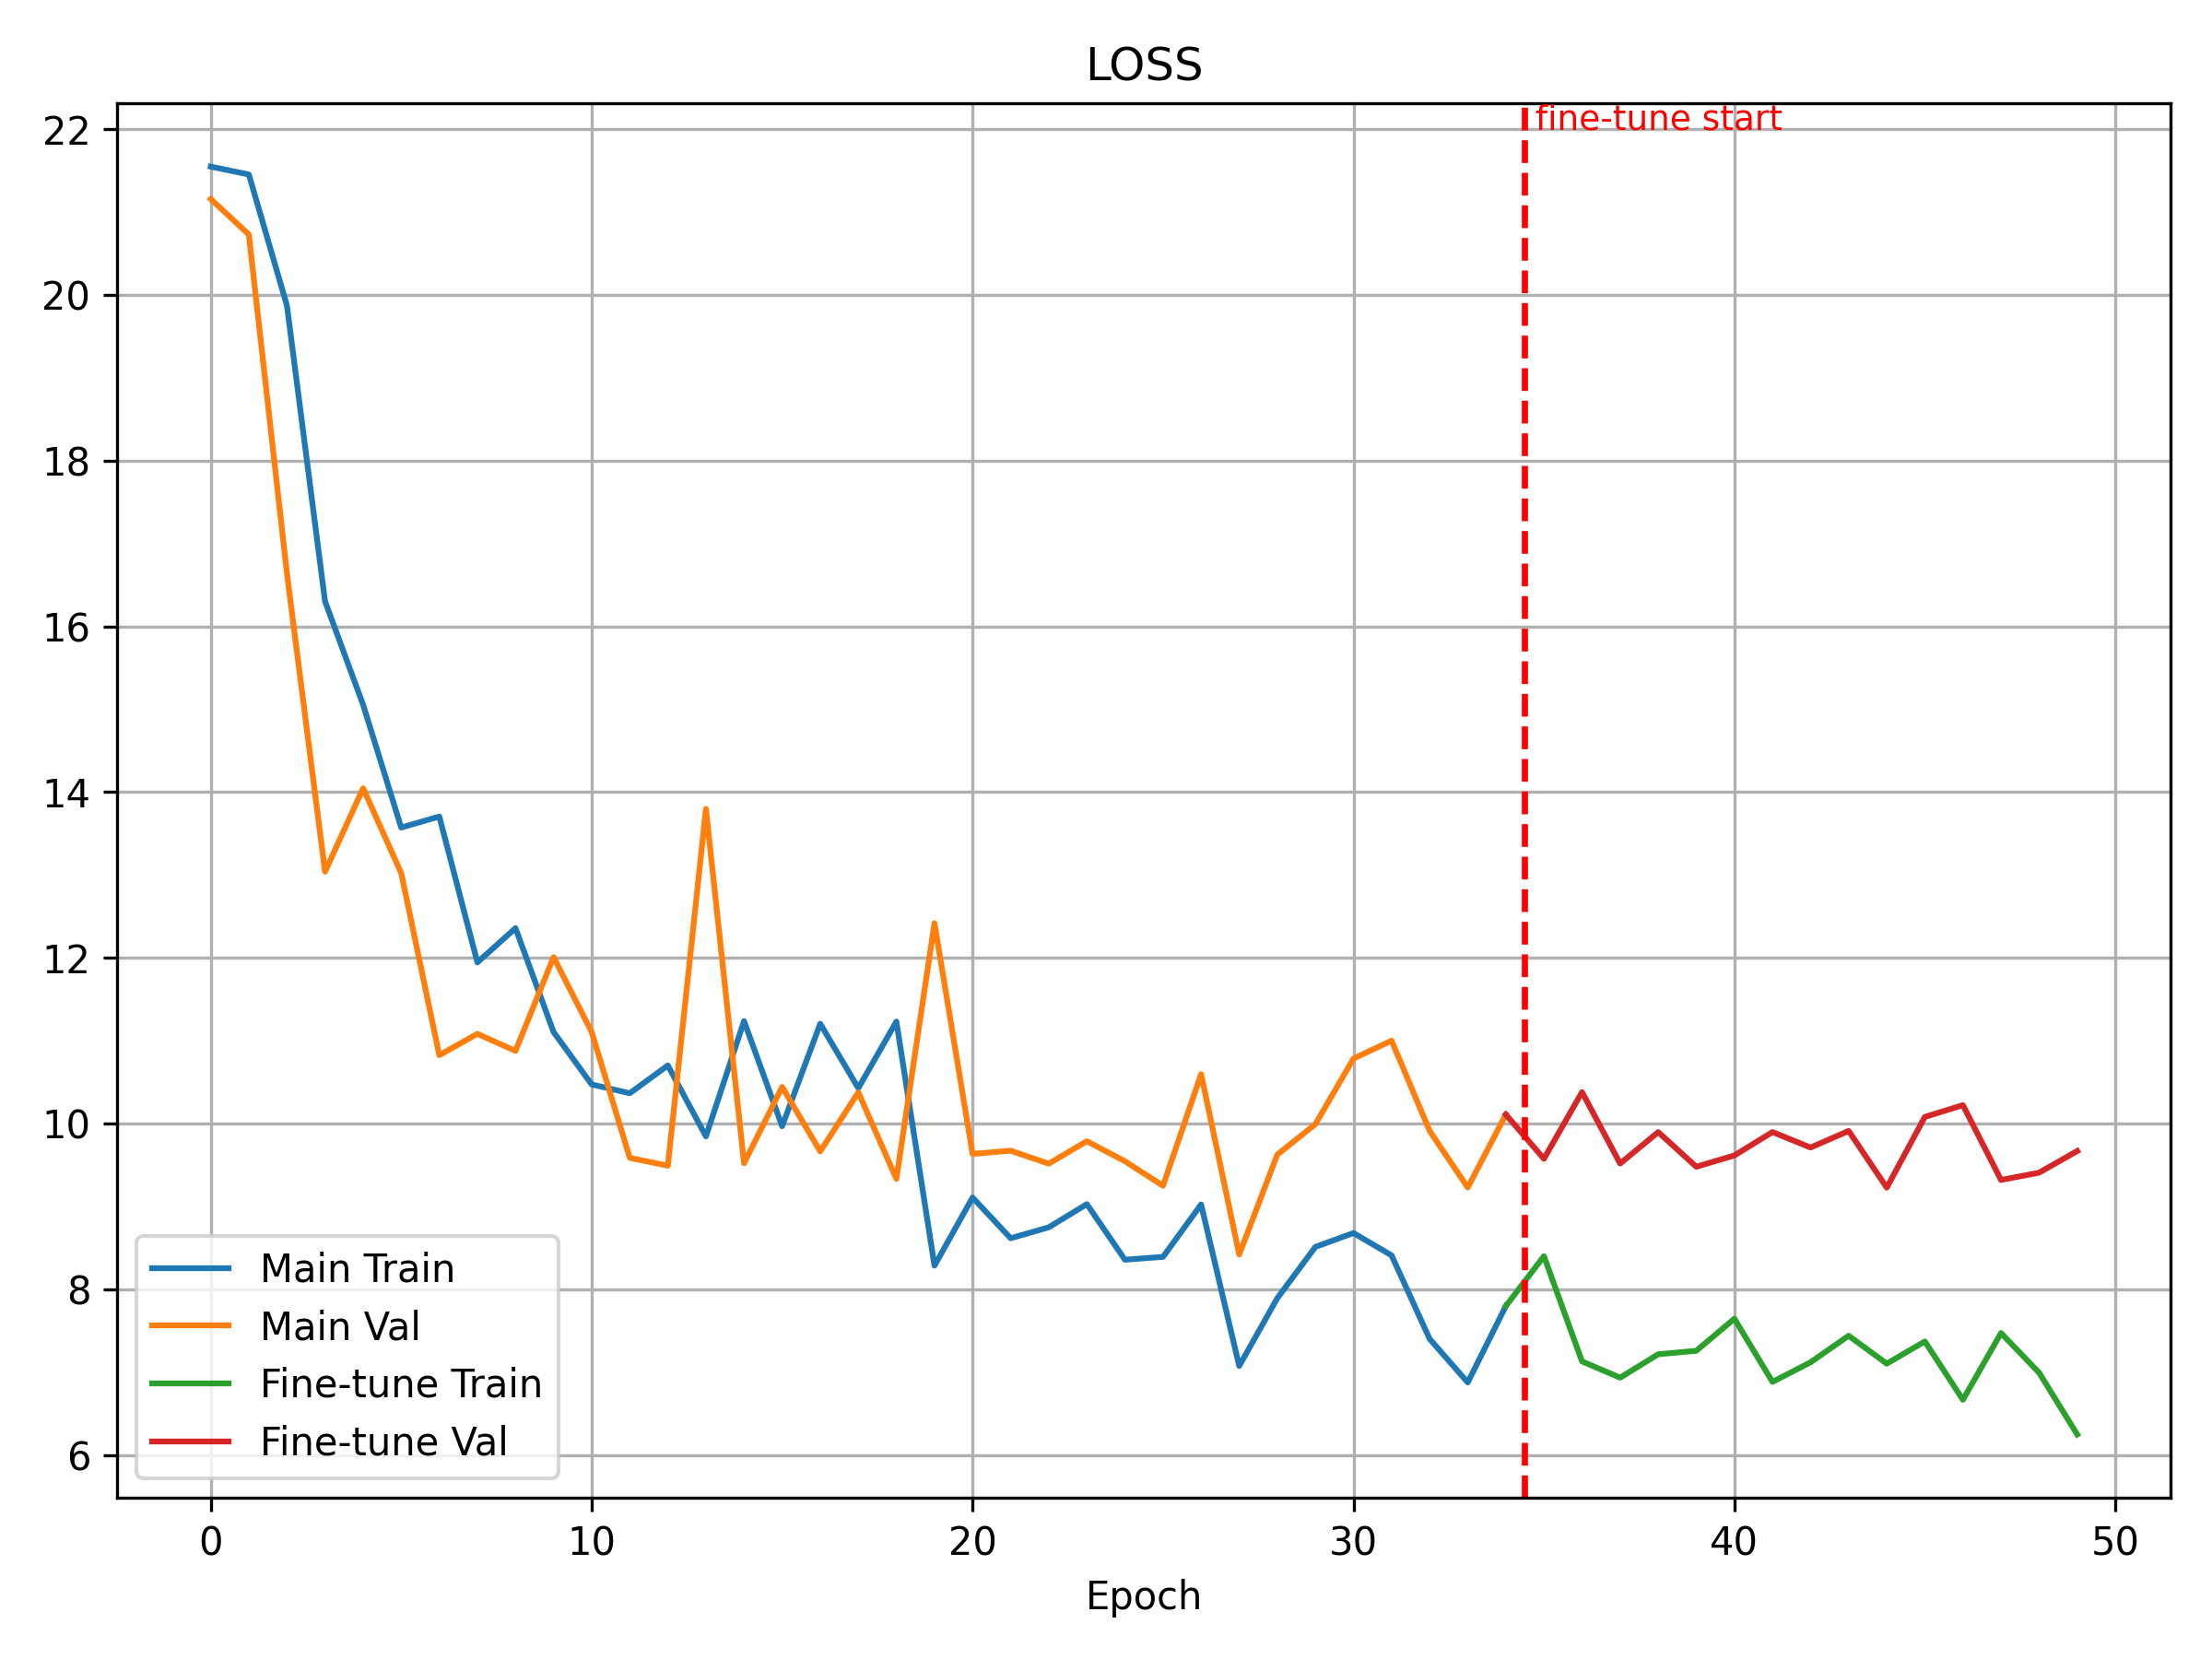 LOSS
fine-tune start
22
20
18
16
14
12
10
8
6
Main Train
Main Val
Fine-tune Train
Fine-tune Val
0 10 20 30 40 50
Epoch